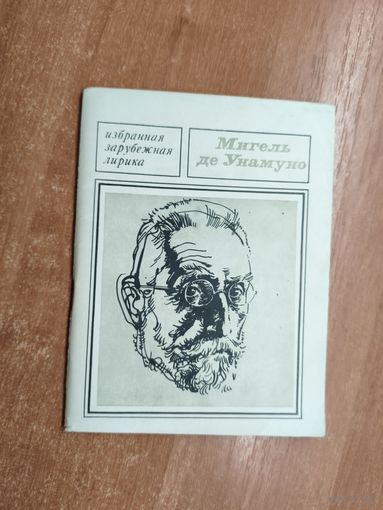 избранная
зарубежная
лирика
Мигель
де Унамуно